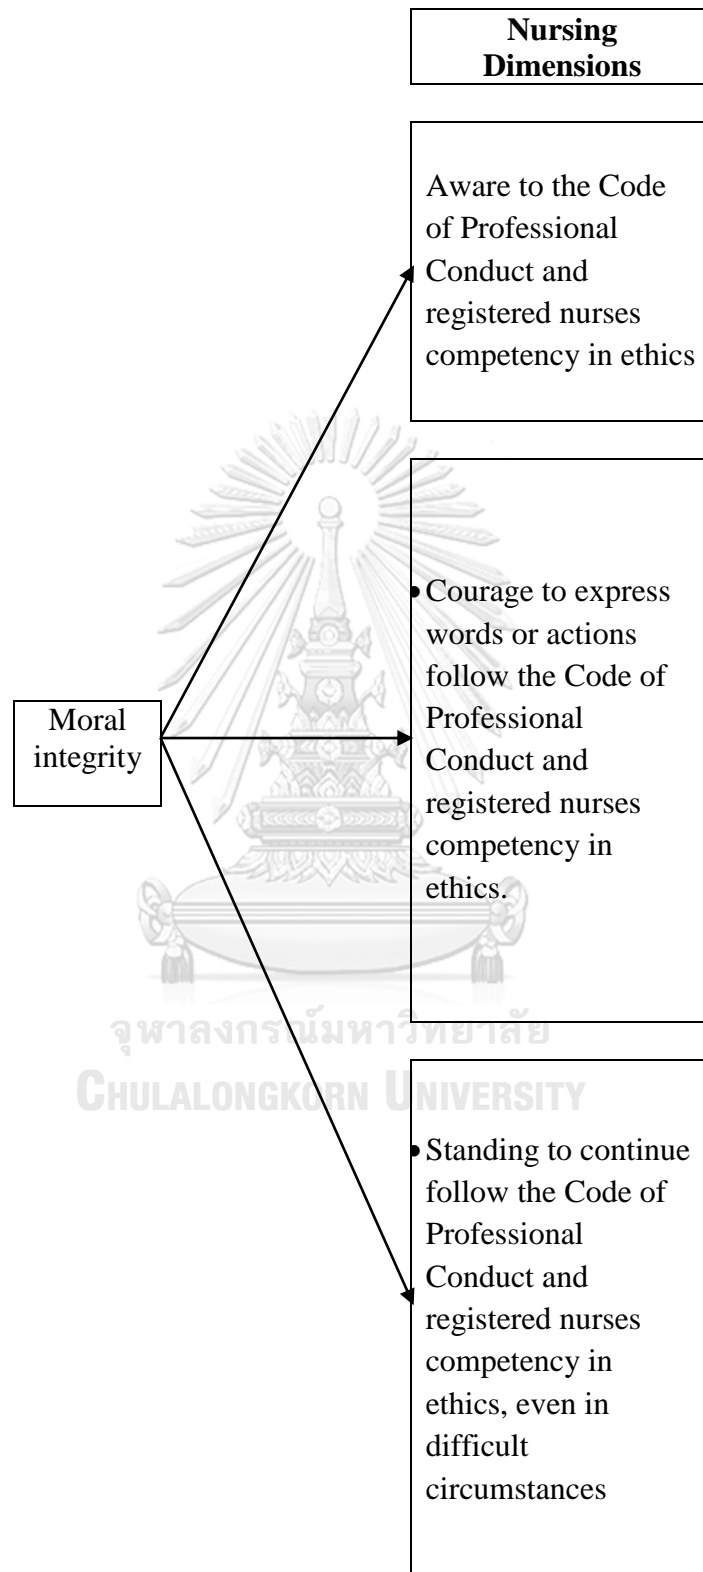 Nursing
Dimensions
Aware to the Code
of Professional
Conduct and
registered nurses
competency in ethics
• Courage to express
words or actions
follow the Code of
Professional
Conduct and
registered nurses
competency in
ethics.
Moral
integrity
จุฬาลงกรณ์มหาวิทยาลัย
CHULALONGKORN UNIVERSITY
• Standing to continue
follow the Code of
Professional
Conduct and
registered nurses
competency in
ethics, even in
difficult
circumstances